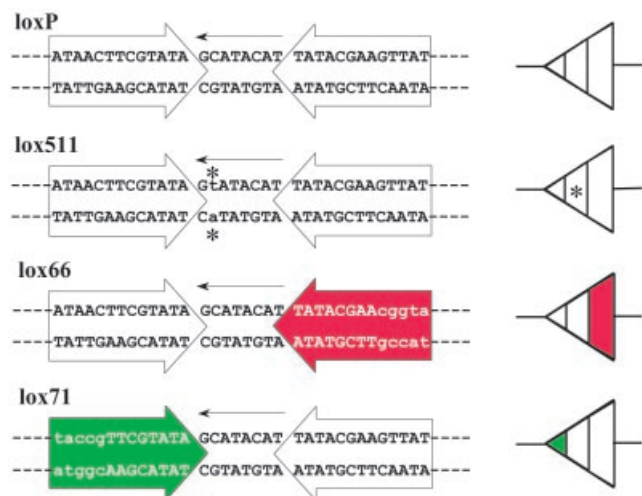 loxP
ATAACTTCGTATA GCATACAT TATACGAAGTTAT
TATTGAAGCATAT CGTATGTA ATATGCTTCAATA
lox511
*
ATAACTTCGTATA GtATACAT TATACGAAGTTAT
*
TATTGAAGCATAT CaTATGTA ATATGCTTCAATA
*
lox66
ATAACTTCGTATA GCATACAT TATACGAAcggta
TATTGAAGCATAT CGTATGTA ATATGCTTgccat
lox71
taccgTTCGTATA GCATACAT TATACGAAGTTAT
atggcAAGCATAT CGTATGTA ATATGCTTCAATA